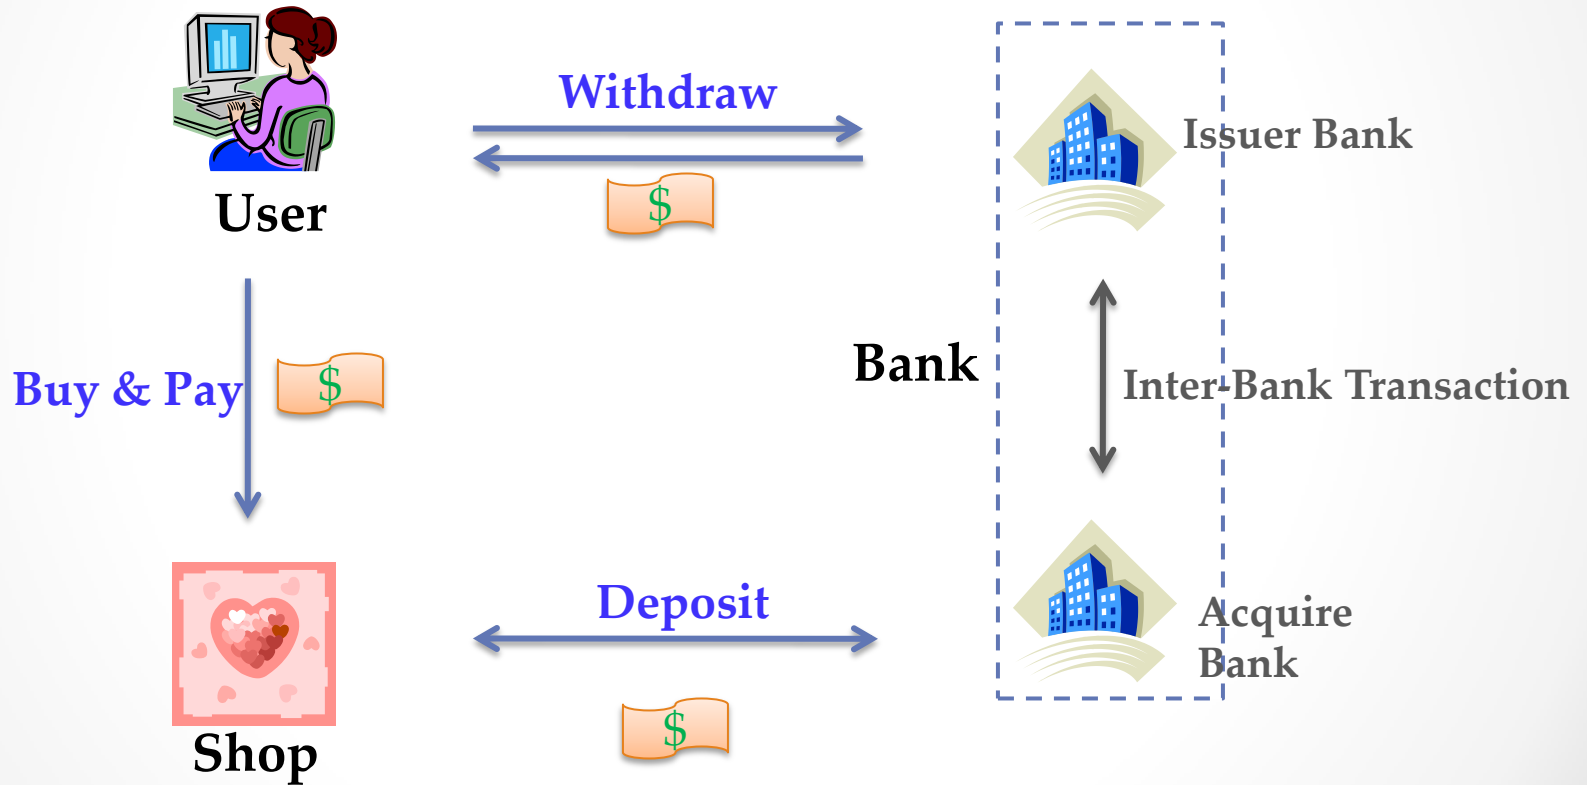 Withdraw
Issuer Bank
$
User
Bank
Buy & Pay
$
Inter-Bank Transaction
Deposit
Acquire
Bank
$
Shop